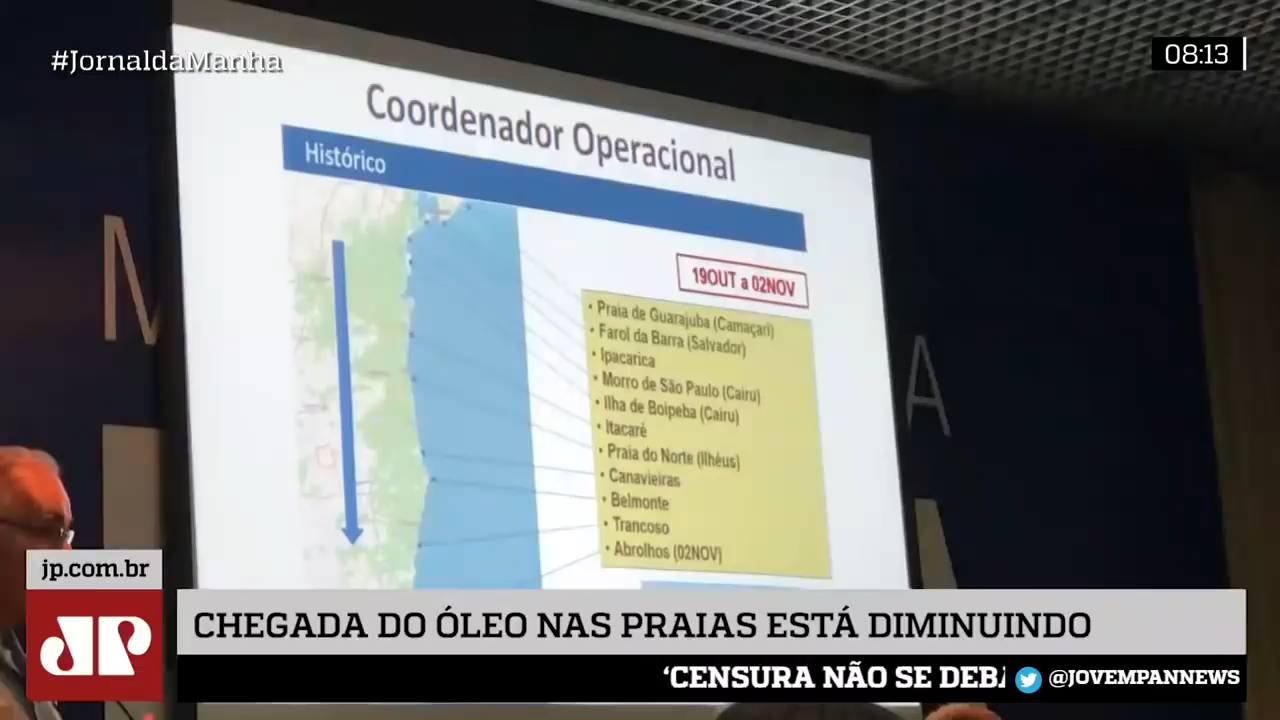 #JornaldaManha
08:13
Coordenador Operacional
Histórico
19OUT a 02NOV
• Praia de Guarajuba (Camaçari)
• Farol da Barra (Salvador)
• Ipacarica
• Morro de São Paulo (Cairu)
• Ilha de Boipeba (Cairu)
• Itacaré
• Praia do Norte (Ilhéus)
• Canavieiras
• Belmonte
• Trancoso
• Abrolhos (02NOV)
M
A
jp.com.br
JP
CHEGADA DO ÓLEO NAS PRAIAS ESTÁ DIMINUINDO
‘CENSURA NÃO SE DEBA
@JOVEMPANNEWS